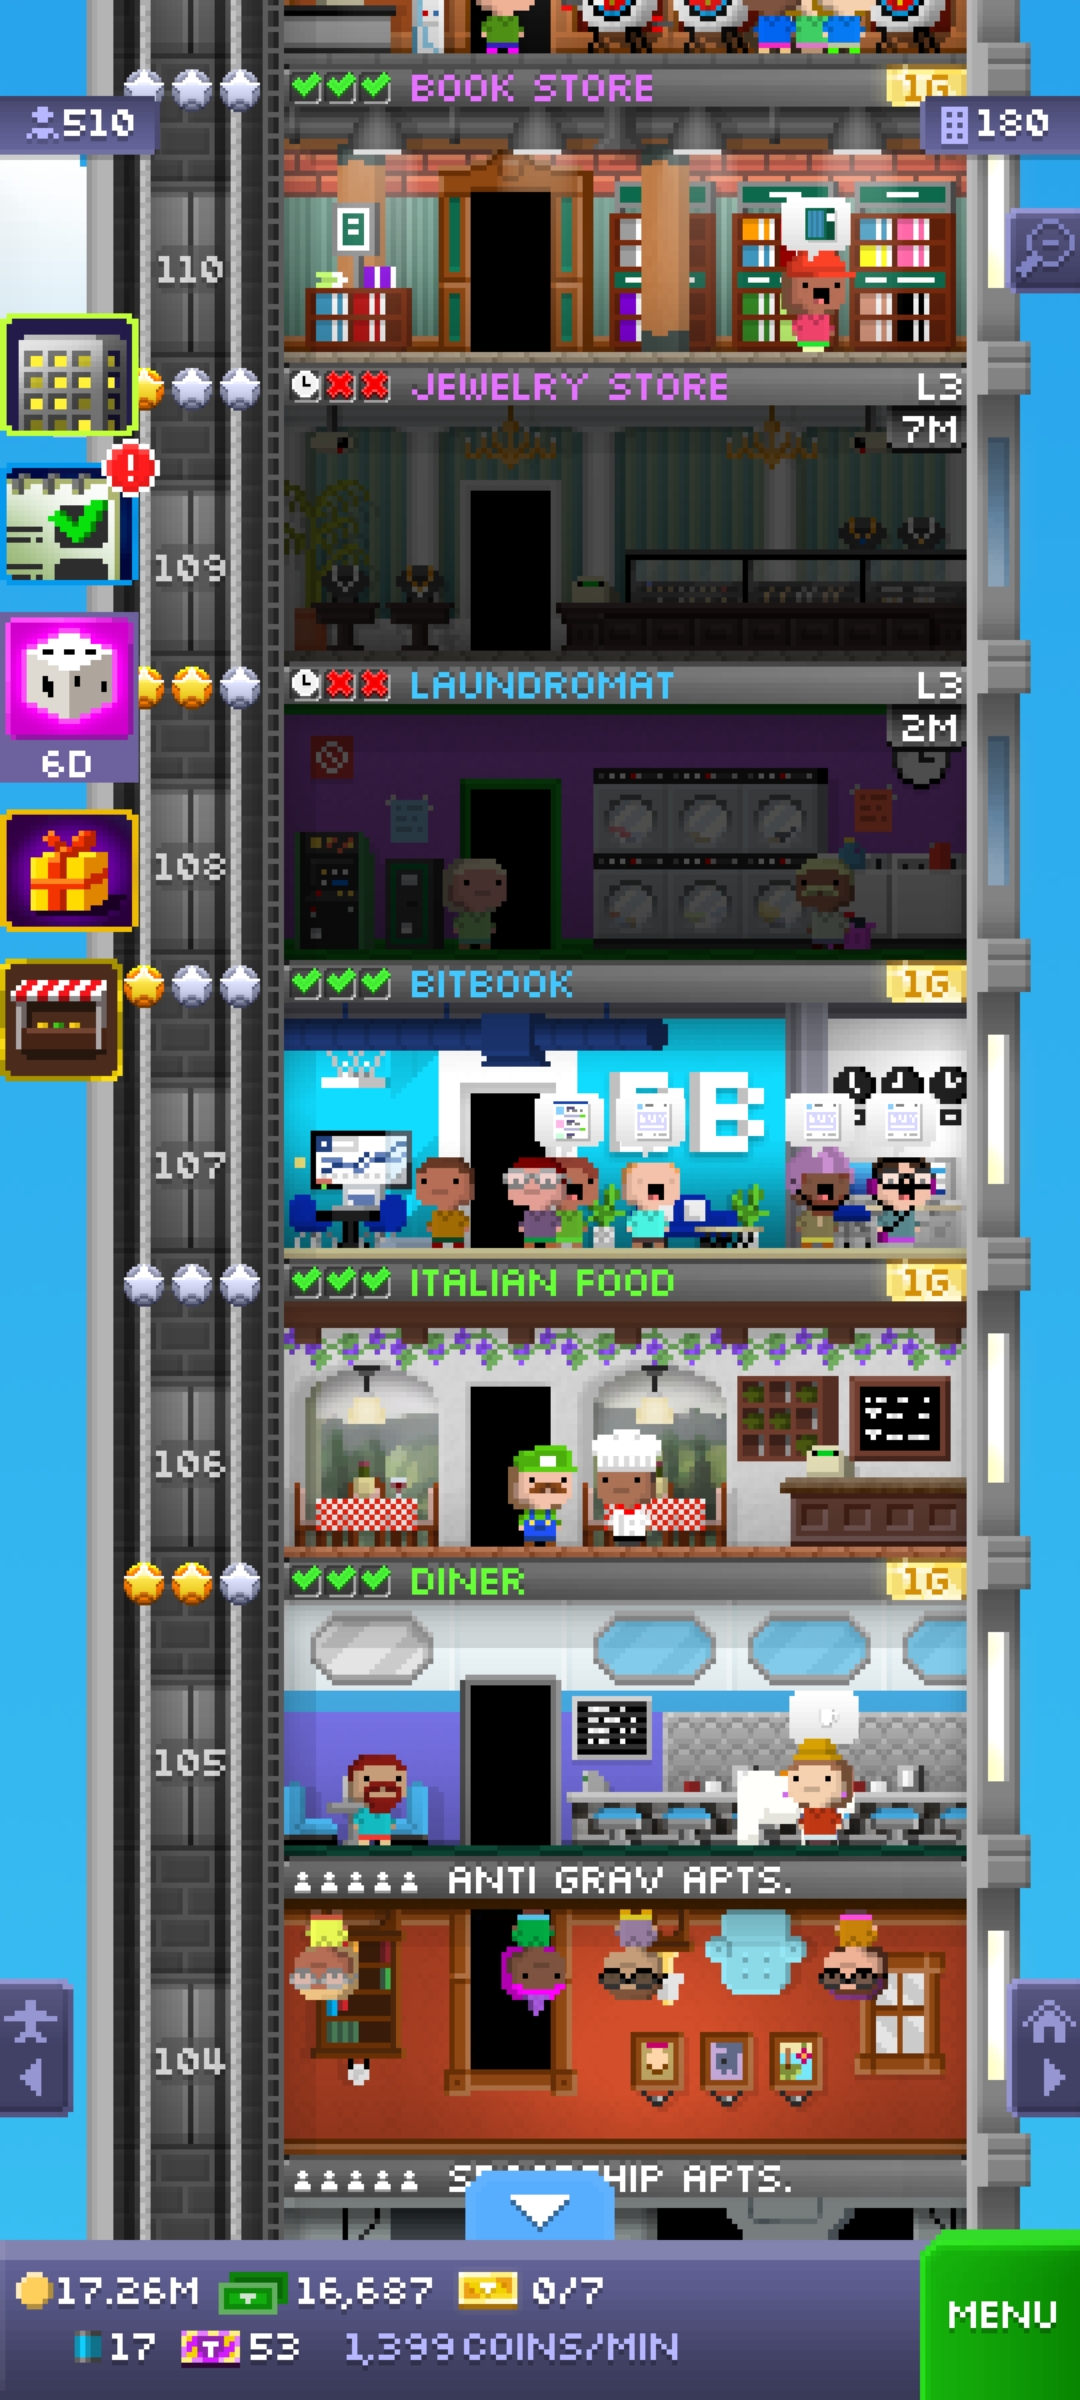 BOOK STORE 1G
510
180
110
JEWELRY STORE L3
7M
109
LAUNDROMAT L3
2M
6D
108
BITBOOK 1G
B
107
ITALIAN FOOD 1G
106
DINER 1G
105
ANTI GRAV APTS.
104
APTS.
17.26M 16,687 0/7
MENU
17 53 1,399 COINS/MIN